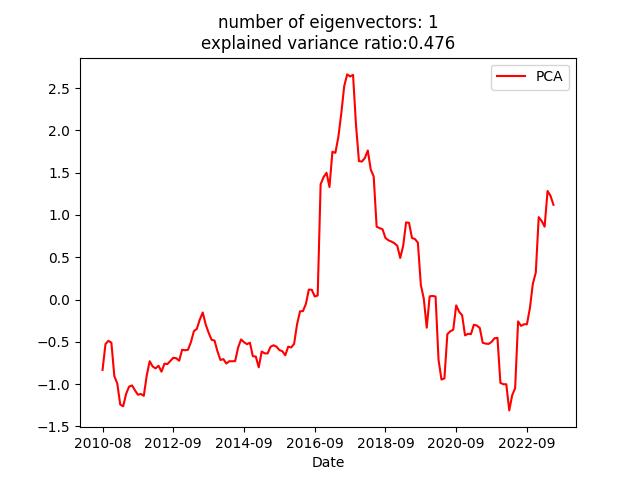 number of eigenvectors: 1
explained variance ratio:0.476
PCA
2.5
2.0
1.5
1.0
0.5
0.0
−0.5
−1.0
−1.5
2010-08 2012-09 2014-09 2016-09 2018-09 2020-09 2022-09
Date